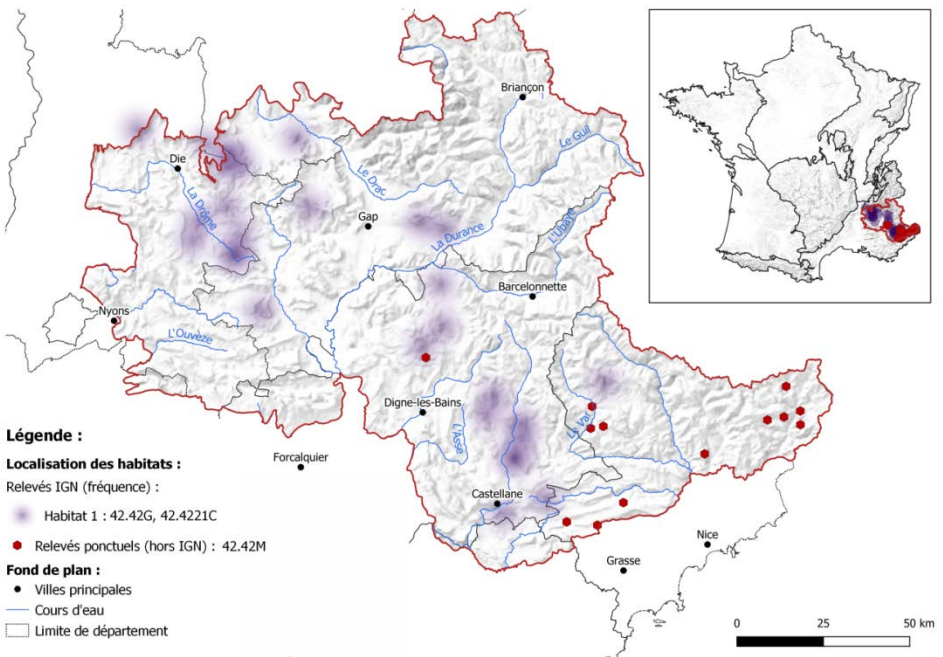 Briançon
Le Guil
Die
Le Drac
La Drôme
Gap
La Durance
L'Ubaye
Barcelonnette
Nyons
L'Ouvèze
Digne-les-Bains
L'Asse
Le Var
Forcalquier
Castellane
Nice
Grasse
Légende :
Localisation des habitats :
Relevés IGN (fréquence) :
Habitat 1 : 42.42G, 42.4221C
Relevés ponctuels (hors IGN) : 42.42M
Fond de plan :
Villes principales
Cours d'eau
Limite de département
0 25 50 km